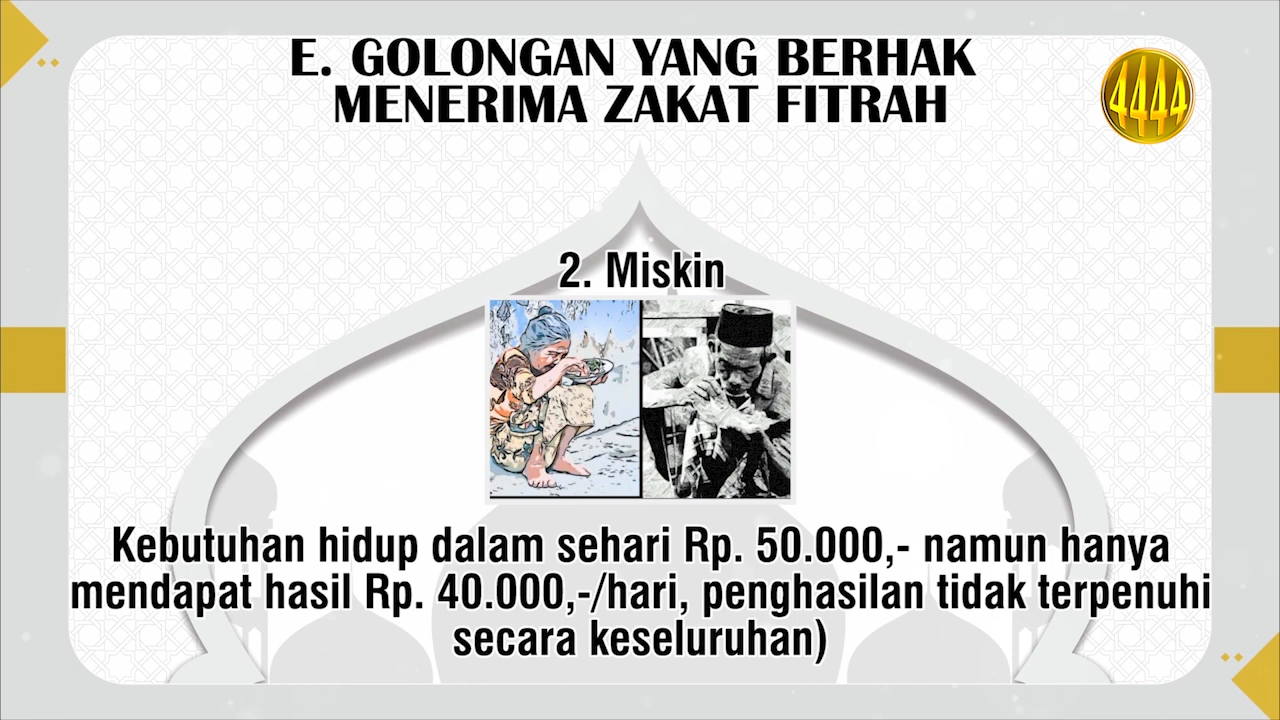 E. GOLONGAN YANG BERHAK
MENERIMA ZAKAT FITRAH
4444
2. Miskin
Kebutuhan hidup dalam sehari Rp. 50.000,- namun hanya
mendapat hasil Rp. 40.000,-/hari, penghasilan tidak terpenuhi
secara keseluruhan)